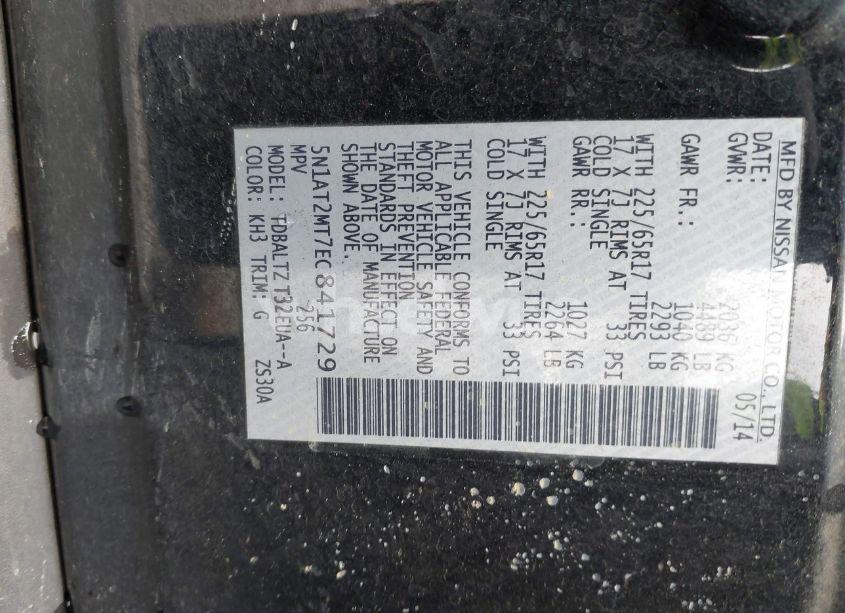 MFD BY NISSAN MOTOR CO., LTD.
DATE: 05/14
GVWR: 2036 KG
4489 LB
GAWR FR.: 1040 KG
2293 LB
WITH 225/65R17 TIRES
17 X 7J RIMS AT 33 PSI
COLD SINGLE
GAWR RR.: 1027 KG
2264 LB
WITH 225/65R17 TIRES
17 X 7J RIMS AT 33 PSI
COLD SINGLE
THIS VEHICLE CONFORMS TO
ALL APPLICABLE FEDERAL
MOTOR VEHICLE SAFETY AND
THEFT PREVENTION
STANDARDS IN EFFECT ON
THE DATE OF MANUFACTURE
SHOWN ABOVE.
5N1AT2MT7EC841729
MPV 256
MODEL: TDBALTZ T32EUA--A
COLOR: KH3 TRIM: G ZS30A